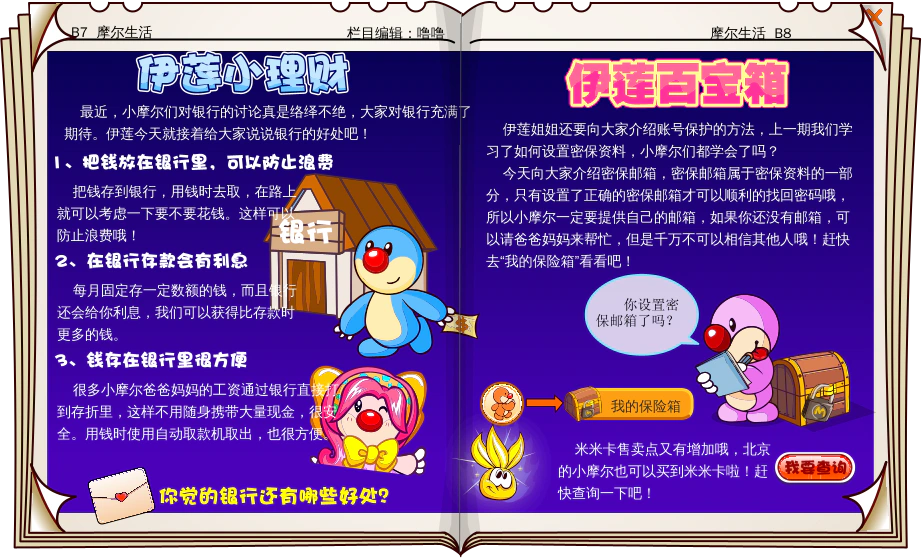 B7 摩尔生活
栏目编辑：噜噜
伊莲小理财
最近，小摩尔们对银行的讨论真是络绎不绝，大家对银行充满了
期待。伊莲今天就接着给大家说说银行的好处吧！
1、把钱放在银行里，可以防止浪费
把钱存到银行，用钱时去取，在路上
就可以考虑一下要不要花钱。这样可以
防止浪费哦！
银行
2、在银行存款会有利息
每月固定存一定数额的钱，而且银行
还会给你利息，我们可以获得比存款时
更多的钱。
3、钱存在银行里很方便
很多小摩尔爸爸妈妈的工资通过银行直接打
到存折里，这样不用随身携带大量现金，很安
全。用钱时使用自动取款机取出，也很方便。
你觉的银行还有哪些好处？
摩尔生活 B8
伊莲百宝箱
伊莲姐姐还要向大家介绍账号保护的方法，上一期我们学
习了如何设置密保资料，小摩尔们都学会了吗？
今天向大家介绍密保邮箱，密保邮箱属于密保资料的一部
分，只有设置了正确的密保邮箱才可以顺利的找回密码哦，
所以小摩尔一定要提供自己的邮箱，如果你还没有邮箱，可
以请爸爸妈妈来帮忙，但是千万不可以相信其他人哦！赶快
去“我的保险箱”看看吧！
你设置密
保邮箱了吗？
M
我的保险箱
米米卡售卖点又有增加哦，北京
的小摩尔也可以买到米米卡啦！赶
快查询一下吧！
我要查询